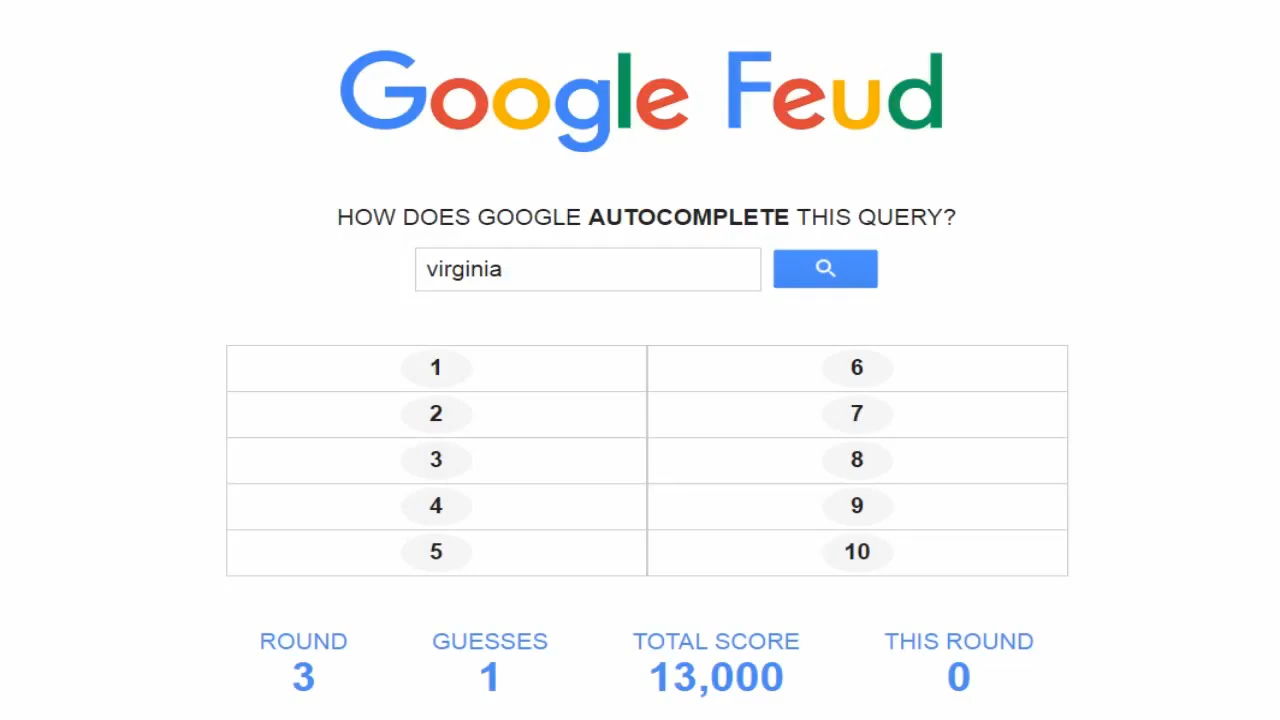 Google Feud
HOW DOES GOOGLE AUTOCOMPLETE THIS QUERY?
virginia
1 6
2 7
3 8
4 9
5 10
ROUND GUESSES TOTAL SCORE THIS ROUND
3 1 13,000 0